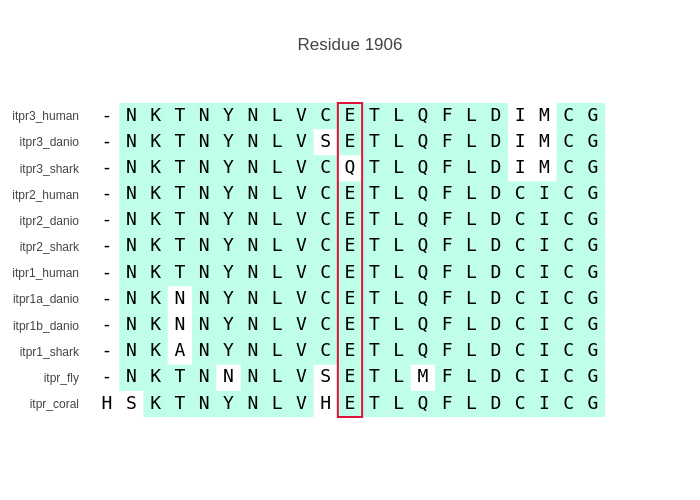 Residue 1906
itpr3_human - N K T N Y N L V C E T L Q F L D I M C G
itpr3_danio - N K T N Y N L V S E T L Q F L D I M C G
itpr3_shark - N K T N Y N L V C Q T L Q F L D I M C G
itpr2_human - N K T N Y N L V C E T L Q F L D C I C G
itpr2_danio - N K T N Y N L V C E T L Q F L D C I C G
itpr2_shark - N K T N Y N L V C E T L Q F L D C I C G
itpr1_human - N K T N Y N L V C E T L Q F L D C I C G
itpr1a_danio - N K N N Y N L V C E T L Q F L D C I C G
itpr1b_danio - N K N N Y N L V C E T L Q F L D C I C G
itpr1_shark - N K A N Y N L V C E T L Q F L D C I C G
itpr_fly - N K T N N N L V S E T L M F L D C I C G
itpr_coral H S K T N Y N L V H E T L Q F L D C I C G